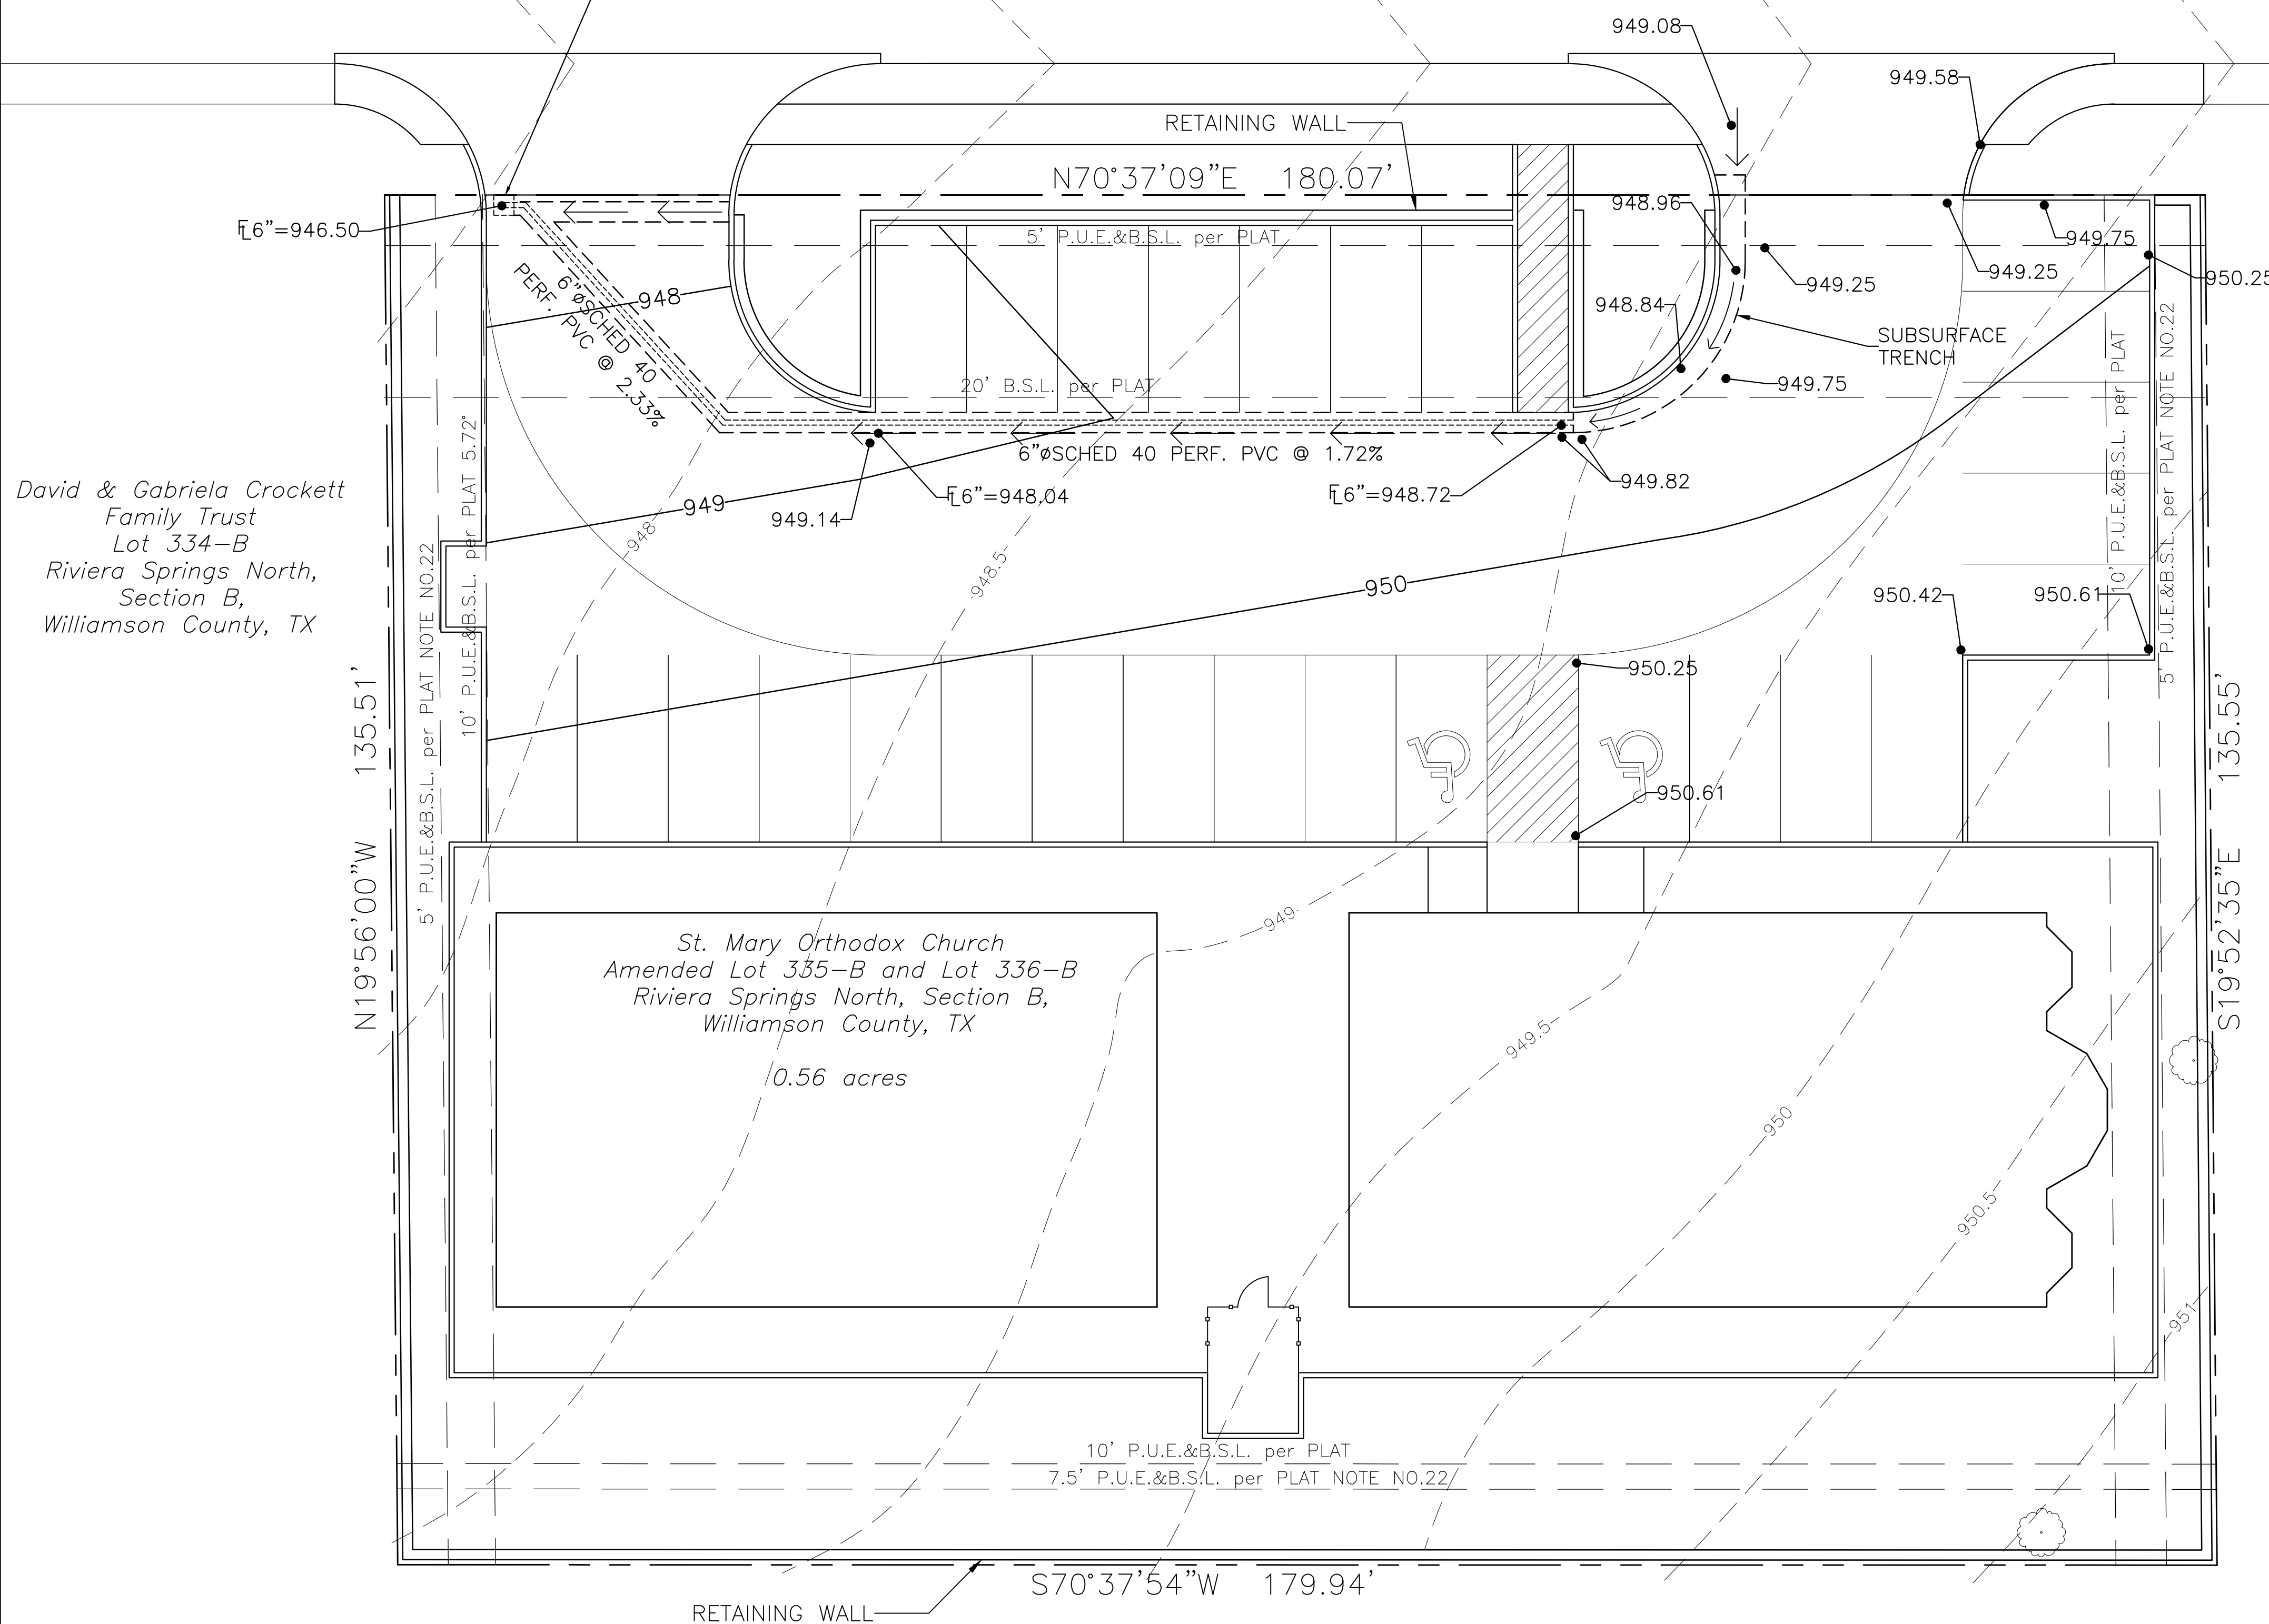 949.08
949.58
RETAINING WALL
N70°37'09"E 180.07'
948.96
FL6"=946.50
5' P.U.E.&B.S.L. per PLAT
949.75
949.25
950.25
949.25
948
6"øSCHED 40
PERF. PVC @ 2.33%
948.84
SUBSURFACE
TRENCH
20' B.S.L. per PLAT
949.75
10' P.U.E.&B.S.L. per PLAT
5' P.U.E.&B.S.L. per PLAT NOTE NO.22
10' P.U.E.&B.S.L. per PLAT 5.72°
6"øSCHED 40 PERF. PVC @ 1.72%
949.82
FL6"=948.04
FL6"=948.72
949
949.14
948
948.5
David & Gabriela Crockett
Family Trust
Lot 334-B
Riviera Springs North,
Section B,
Williamson County, TX
950
950.42
950.61
5' P.U.E.&B.S.L. per PLAT NOTE NO.22
950.25
950.61
N19°56'00"W 135.51'
S19°52'35"E 135.55'
949
St. Mary Orthodox Church
Amended Lot 335-B and Lot 336-B
Riviera Springs North, Section B,
Williamson County, TX
0.56 acres
949.5
950
950.5
951
10' P.U.E.&B.S.L. per PLAT
7.5' P.U.E.&B.S.L. per PLAT NOTE NO.22
S70°37'54"W 179.94'
RETAINING WALL